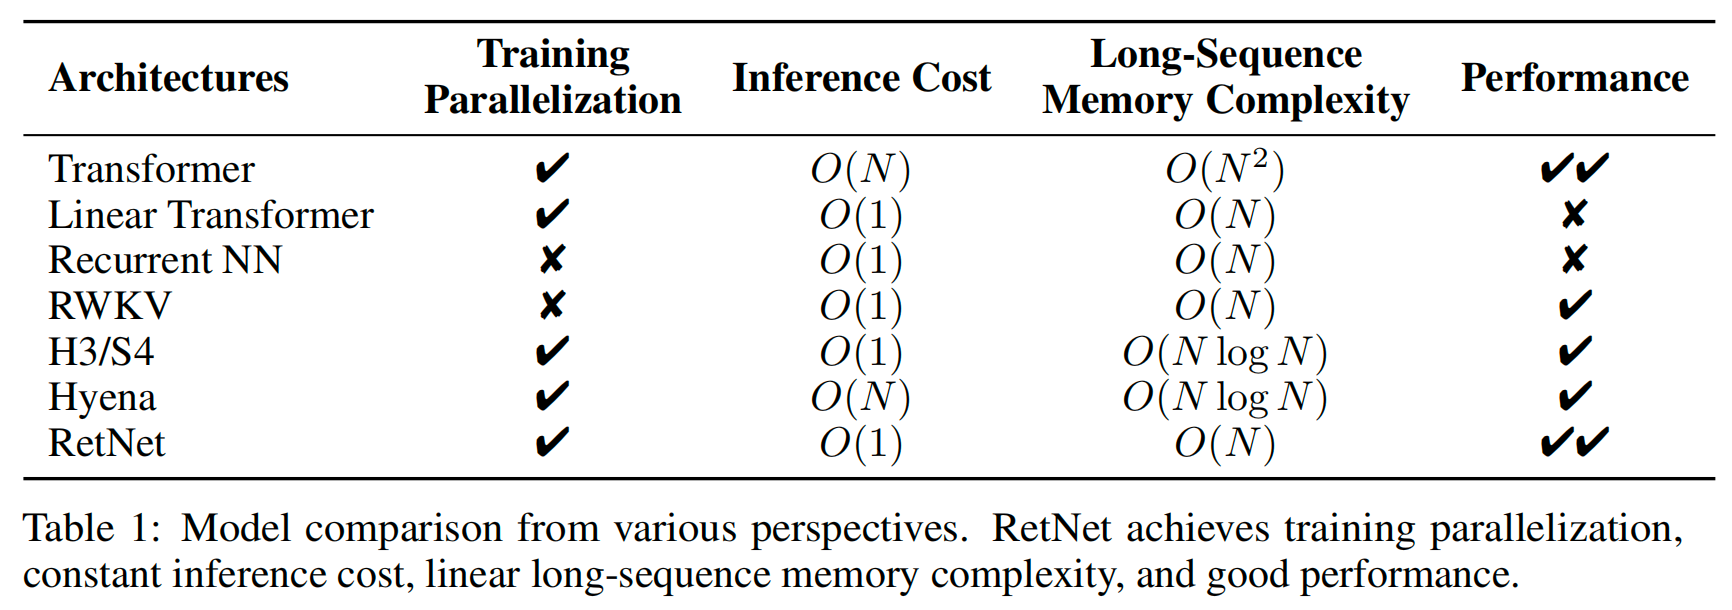 Architectures Training Parallelization Inference Cost Long-Sequence Memory Complexity Performance
Transformer ✔ O(N) O(N²) ✔✔
Linear Transformer ✔ O(1) O(N) ✘
Recurrent NN ✘ O(1) O(N) ✘
RWKV ✘ O(1) O(N) ✔
H3/S4 ✔ O(1) O(N log N) ✔
Hyena ✔ O(N) O(N log N) ✔
RetNet ✔ O(1) O(N) ✔✔
Table 1: Model comparison from various perspectives. RetNet achieves training parallelization,
constant inference cost, linear long-sequence memory complexity, and good performance.